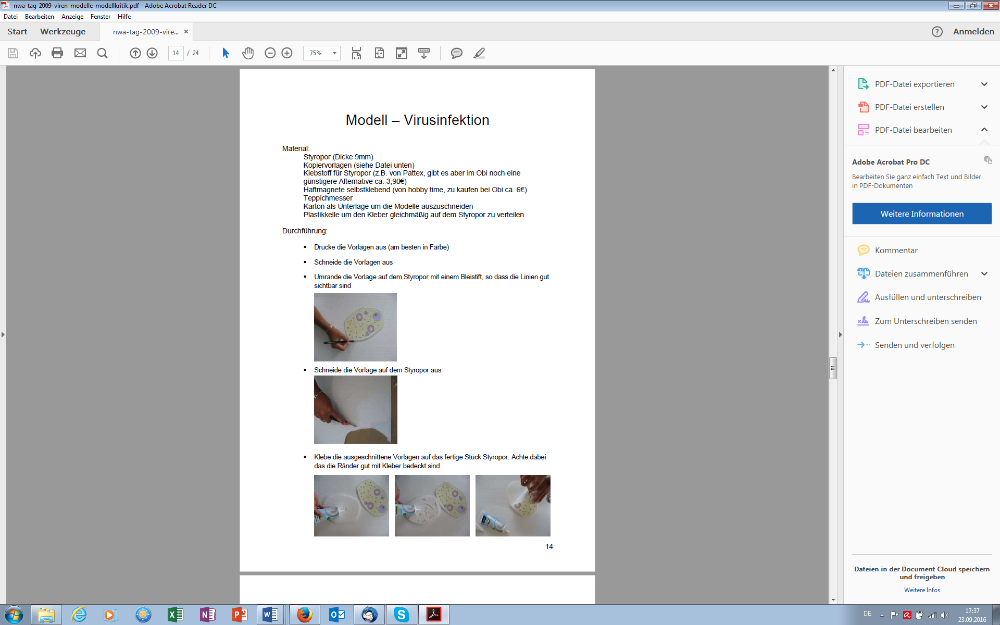 nwa-tag-2009-viren-modelle-modellkritik.pdf - Adobe Acrobat Reader DC
Datei Bearbeiten Anzeige Fenster Hilfe
Start Werkzeuge nwa-tag-2009-vire... × Anmelden
14 / 24 75%
Modell – Virusinfektion
Material:
Styropor (Dicke 9mm)
Kopiervorlagen (siehe Datei unten)
Klebstoff für Styropor (z.B. von Pattex, gibt es aber im Obi noch eine
günstigere Alternative ca. 3,90€)
Haftmagnete selbstklebend (von hobby time, zu kaufen bei Obi ca. 6€)
Teppichmesser
Karton als Unterlage um die Modelle auszuschneiden
Plastikkelle um den Kleber gleichmäßig auf dem Styropor zu verteilen
Durchführung:
▪ Drucke die Vorlagen aus (am besten in Farbe)
▪ Schneide die Vorlagen aus
▪ Umrande die Vorlage auf dem Styropor mit einem Bleistift, so dass die Linien gut
sichtbar sind
▪ Schneide die Vorlage auf dem Styropor aus
▪ Klebe die ausgeschnittene Vorlagen auf das fertige Stück Styropor. Achte dabei
das die Ränder gut mit Kleber bedeckt sind.
14
PDF-Datei exportieren
PDF-Datei erstellen
PDF-Datei bearbeiten
Adobe Acrobat Pro DC
Bearbeiten Sie ganz einfach Text und Bilder
in PDF-Dokumenten
Weitere Informationen
Kommentar
Dateien zusammenführen
Ausfüllen und unterschreiben
Zum Unterschreiben senden
Senden und verfolgen
Dateien in der Document Cloud speichern
und freigeben
Weitere Infos
DE
17:37
23.09.2016